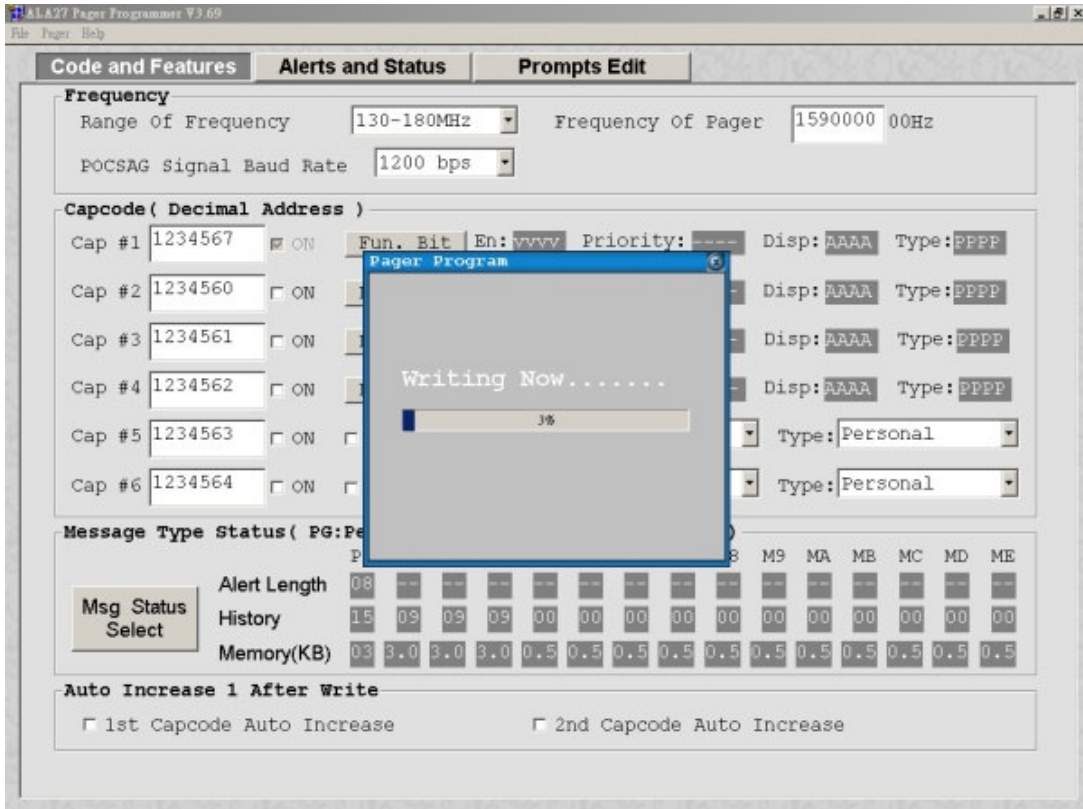 ALA27 Pager Programmer V3.69
File Pager Help
Code and Features Alerts and Status Prompts Edit
Frequency
Range Of Frequency 130-180MHz Frequency Of Pager 1590000 00Hz
POCSAG Signal Baud Rate 1200 bps
Capcode( Decimal Address )
Cap #1 1234567 ON Fun. Bit En:vvvv Priority:---- Disp:AAAA Type:PPPP
Pager Program
Cap #2 1234560 ON Disp:AAAA Type:PPPP
Cap #3 1234561 ON Disp:AAAA Type:PPPP
Writing Now.......
Cap #4 1234562 ON Disp:AAAA Type:PPPP
3%
Cap #5 1234563 ON Type:Personal
Cap #6 1234564 ON Type:Personal
Message Type Status( PG:Pe )
M9 MA MB MC MD ME
Alert Length 08 -- -- -- -- -- -- -- -- -- -- -- -- -- --
History 15 09 09 09 00 00 00 00 00 00 00 00 00 00 00
Memory(KB) 03 3.0 3.0 3.0 0.5 0.5 0.5 0.5 0.5 0.5 0.5 0.5 0.5 0.5 0.5
Msg Status
Select
Auto Increase 1 After Write
1st Capcode Auto Increase 2nd Capcode Auto Increase